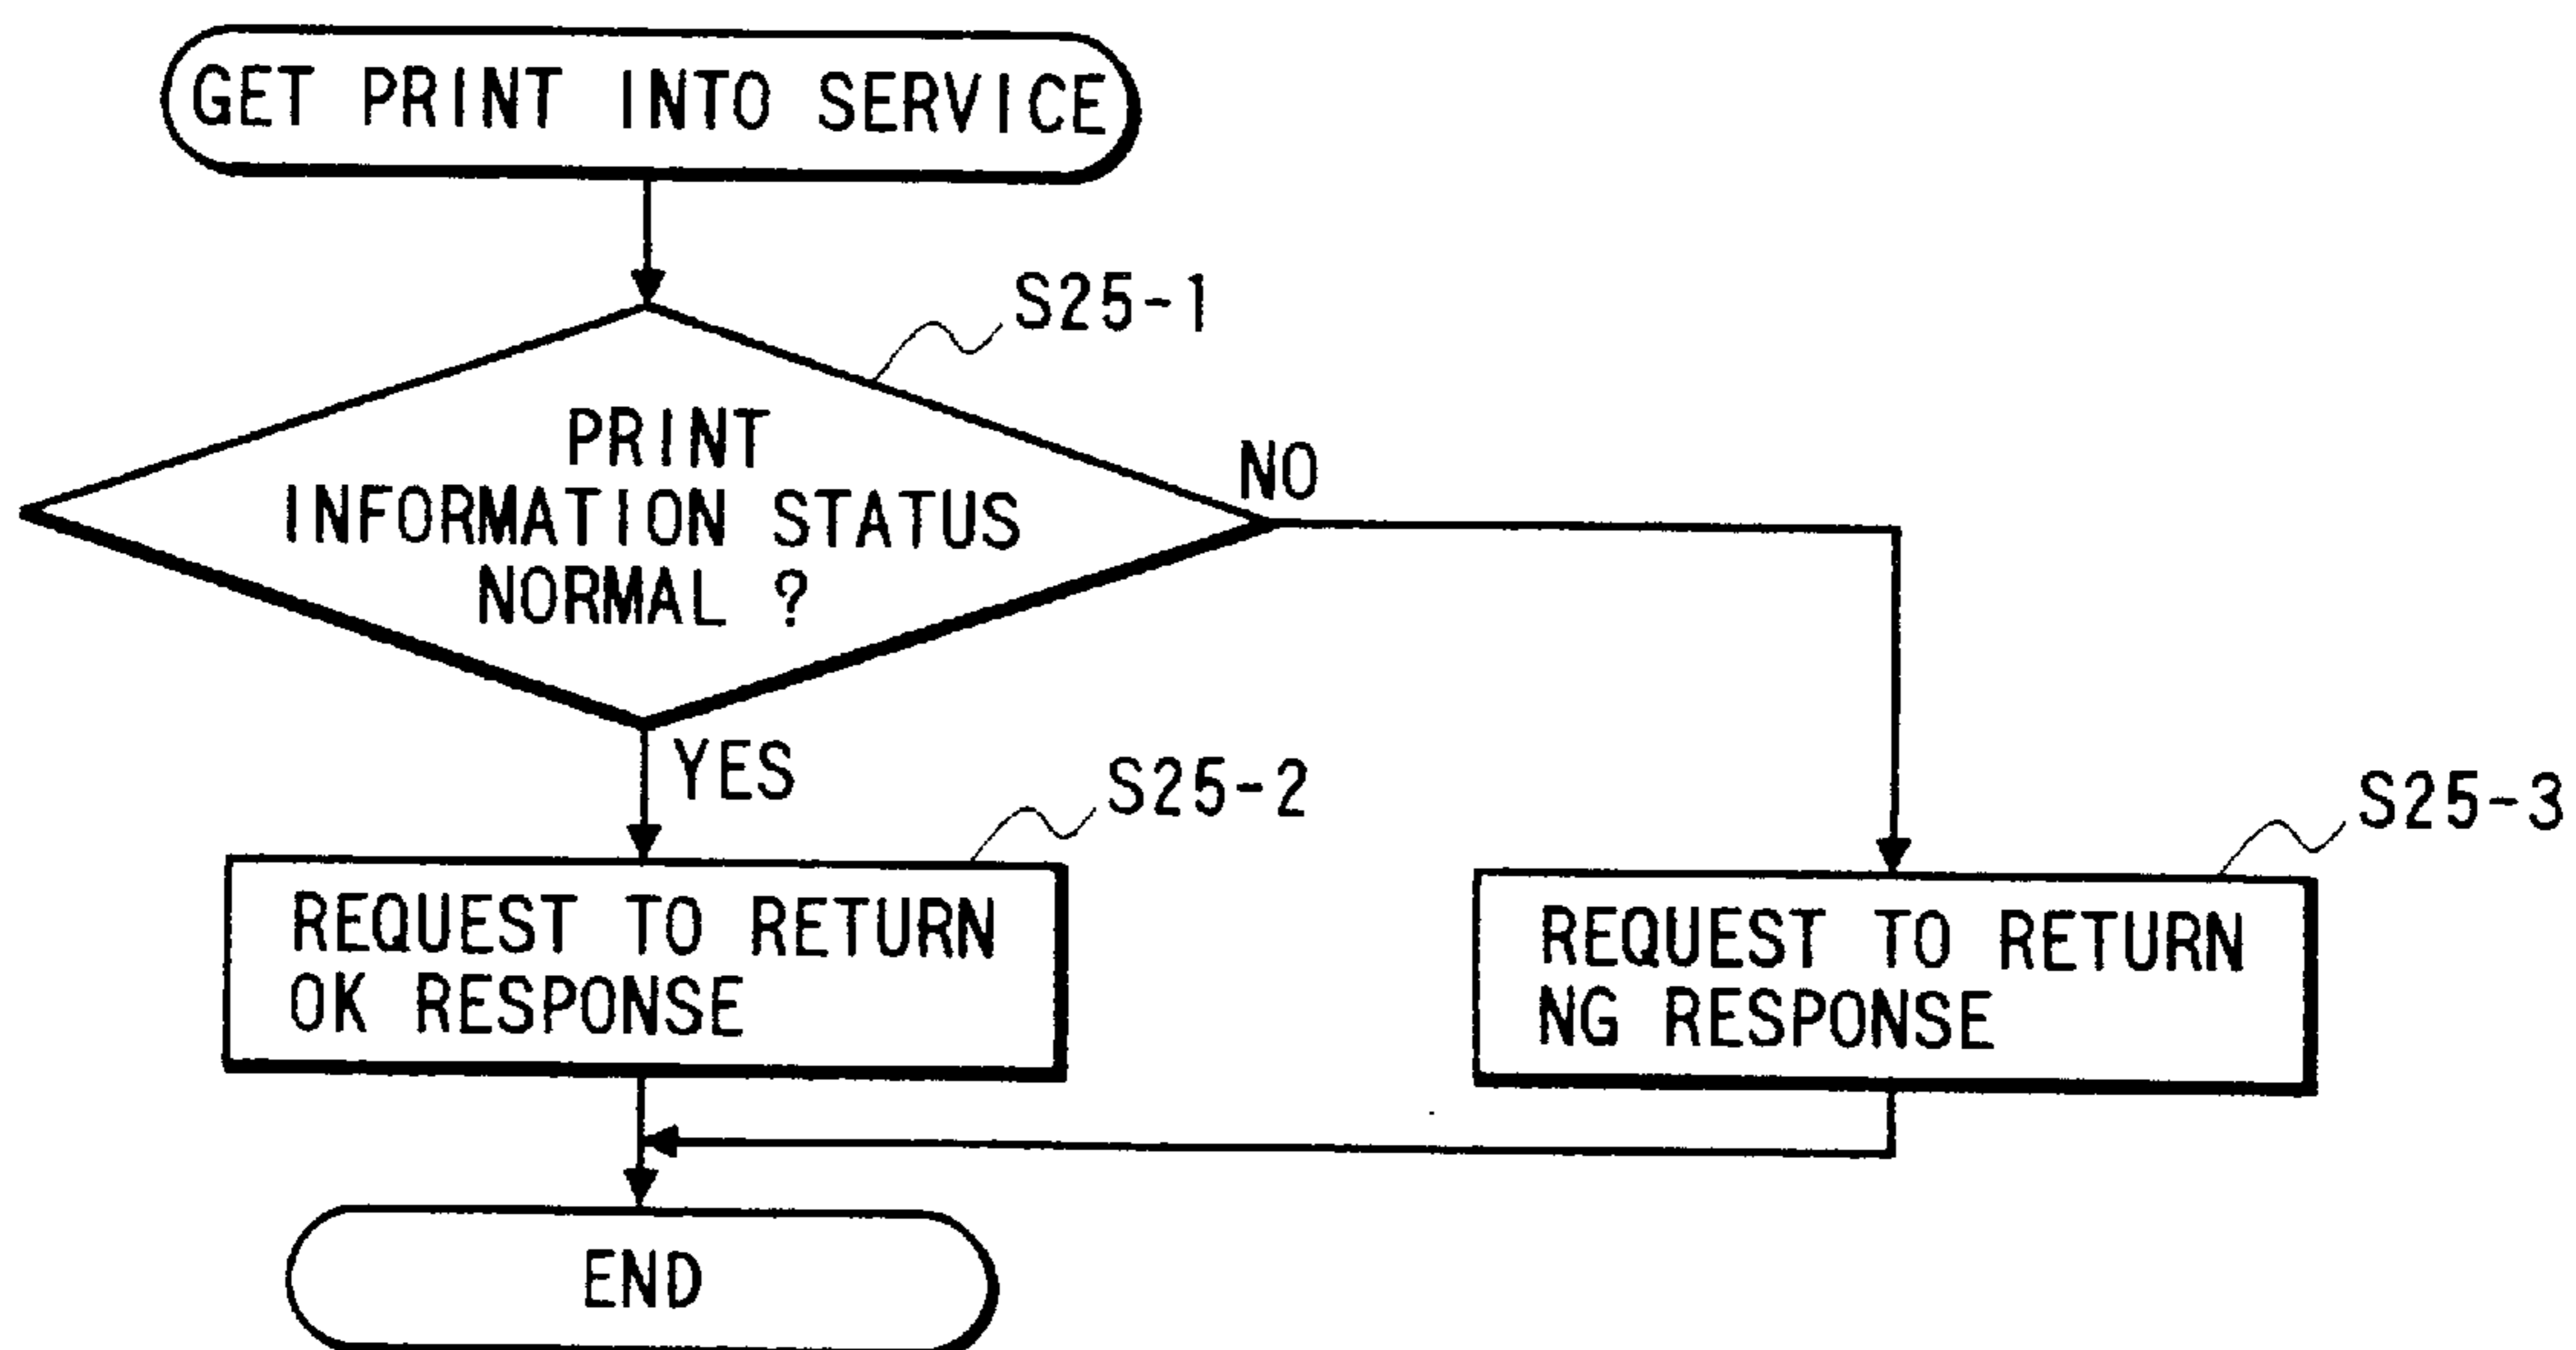 GET PRINT INTO SERVICE
S25-1
PRINT
INFORMATION STATUS
NORMAL ?
NO
YES
S25-2
REQUEST TO RETURN
OK RESPONSE
S25-3
REQUEST TO RETURN
NG RESPONSE
END